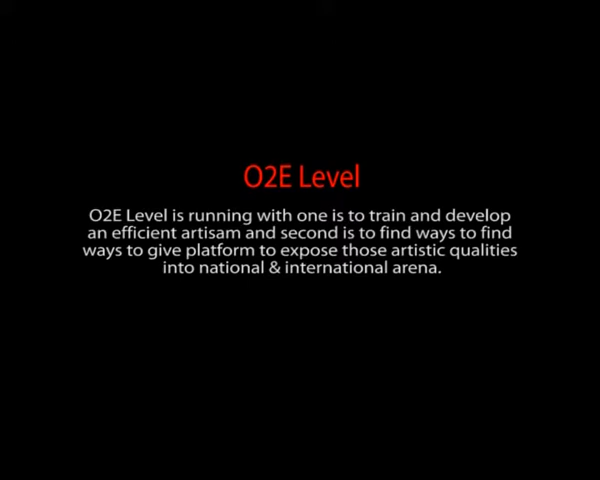 O2E Level
O2E Level is running with one is to train and develop
an efficient artisam and second is to find ways to find
ways to give platform to expose those artistic qualities
into national & international arena.